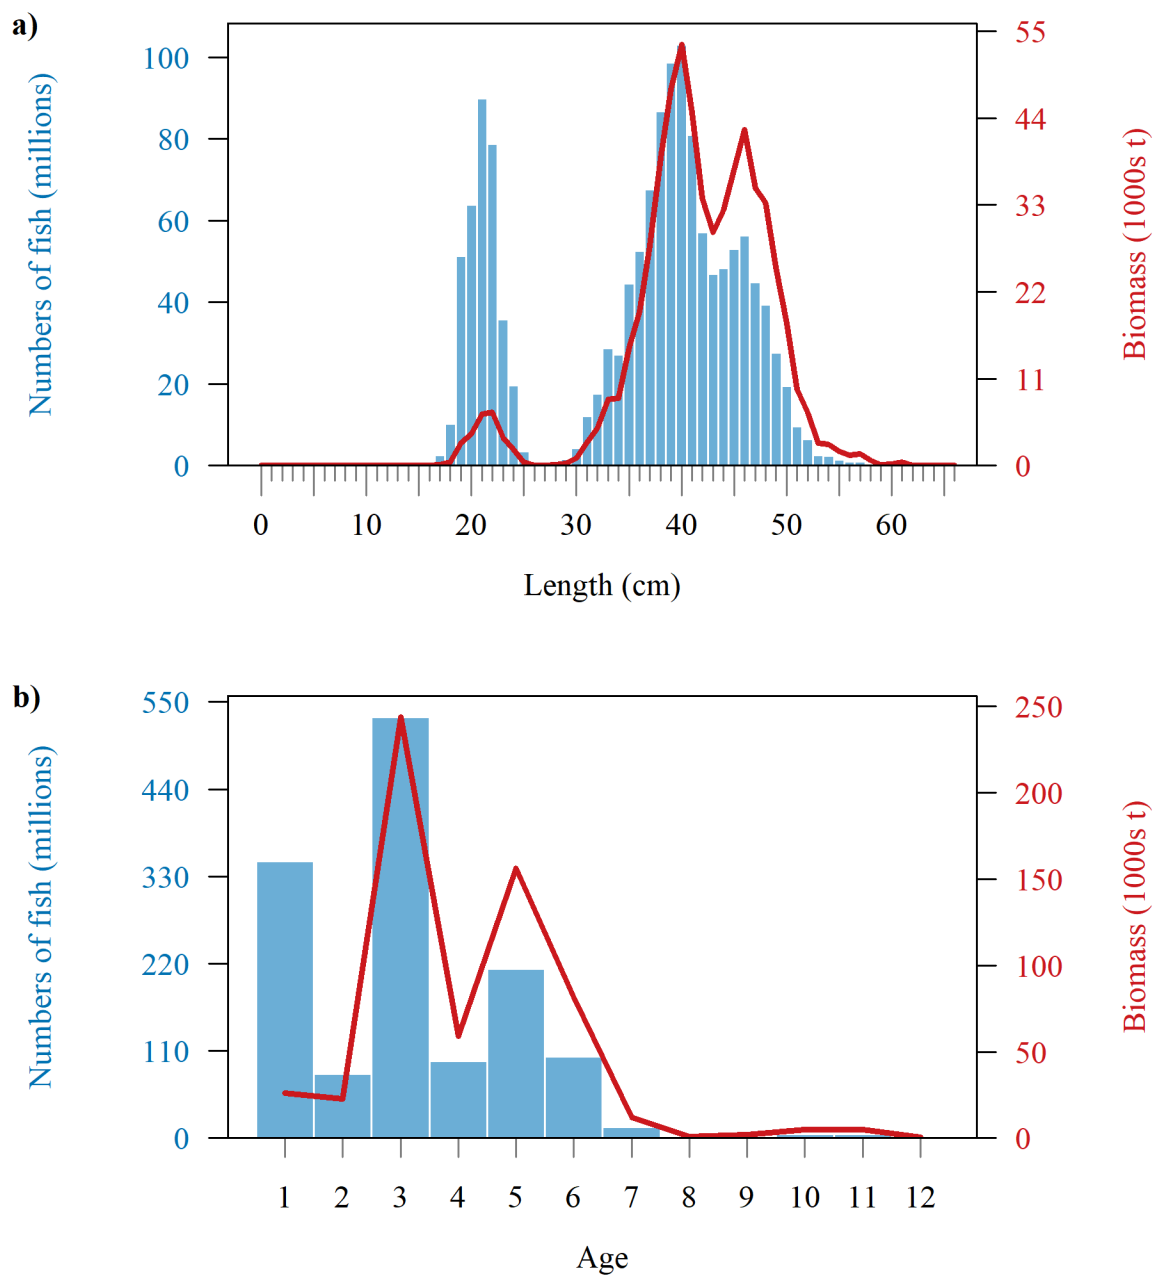 a)
Numbers of fish (millions)
100
80
60
40
20
0
55
44
33
22
11
0
Biomass (1000s t)
0 10 20 30 40 50 60
Length (cm)
b)
Numbers of fish (millions)
550
440
330
220
110
0
250
200
150
100
50
0
Biomass (1000s t)
1 2 3 4 5 6 7 8 9 10 11 12
Age